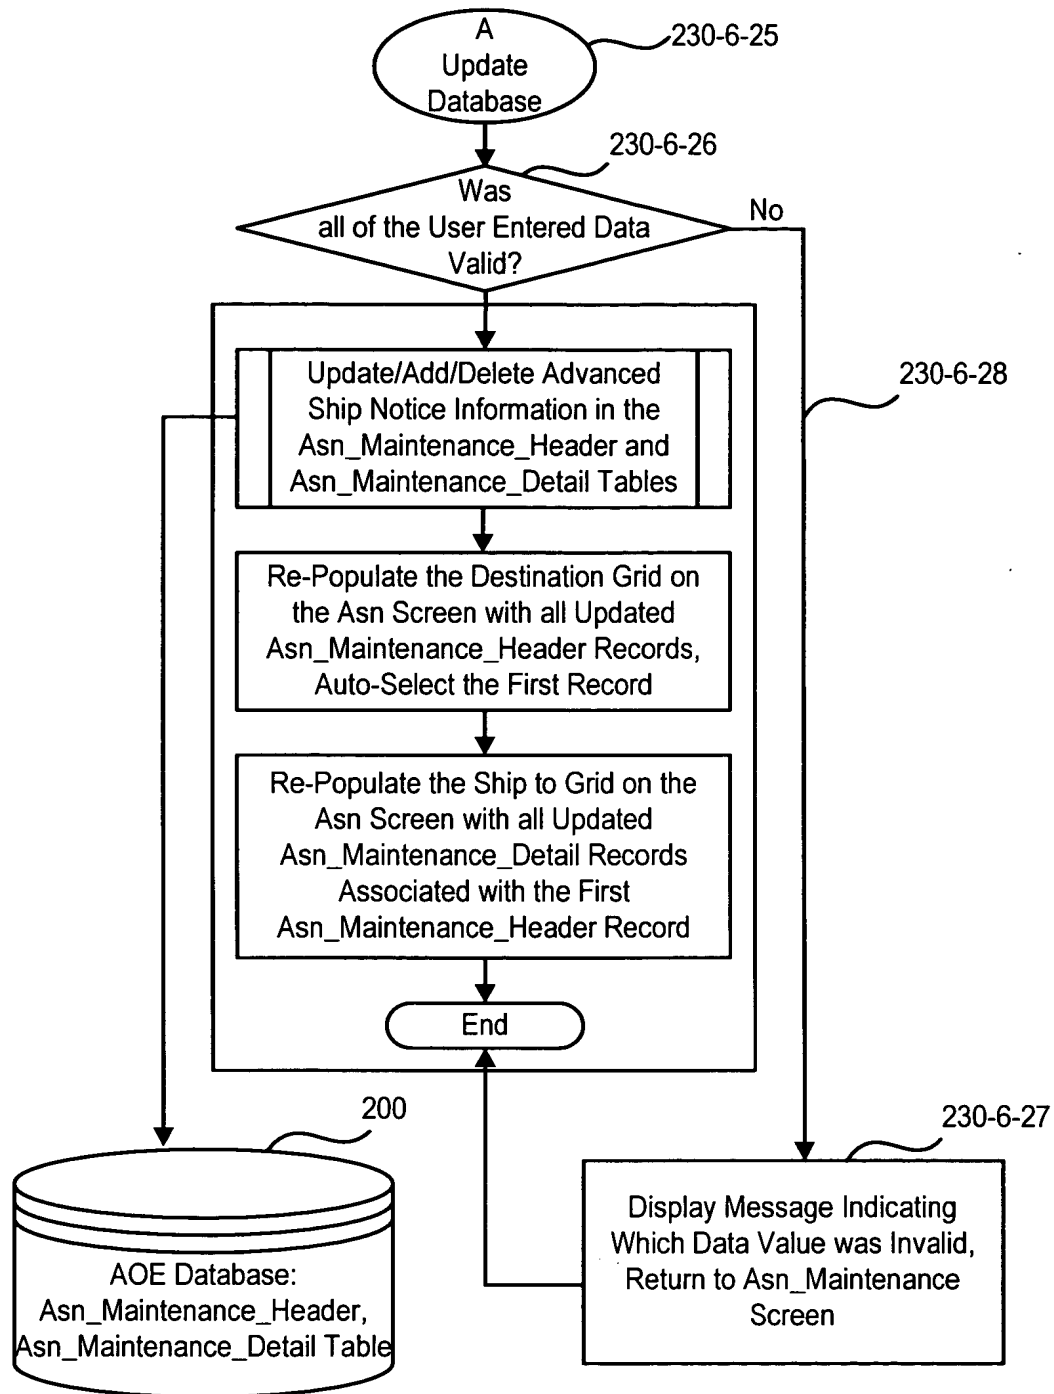 A
Update
Database
230-6-25
230-6-26
Was
all of the User Entered Data
Valid?
No
Update/Add/Delete Advanced
Ship Notice Information in the
Asn_Maintenance_Header and
Asn_Maintenance_Detail Tables
230-6-28
Re-Populate the Destination Grid on
the Asn Screen with all Updated
Asn_Maintenance_Header Records,
Auto-Select the First Record
Re-Populate the Ship to Grid on the
Asn Screen with all Updated
Asn_Maintenance_Detail Records
Associated with the First
Asn_Maintenance_Header Record
End
200
AOE Database:
Asn_Maintenance_Header,
Asn_Maintenance_Detail Table
230-6-27
Display Message Indicating
Which Data Value was Invalid,
Return to Asn_Maintenance
Screen